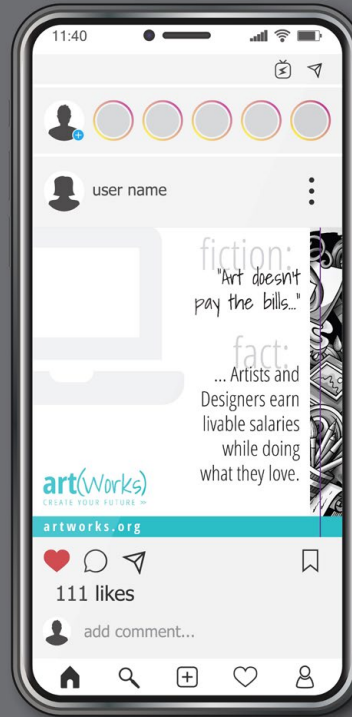 11:40
user name
fiction:
"Art doesn't
pay the bills..."
fact:
... Artists and
Designers earn
livable salaries
while doing
what they love.
art(Works)
CREATE YOUR FUTURE
artworks.org
111 likes
add comment...